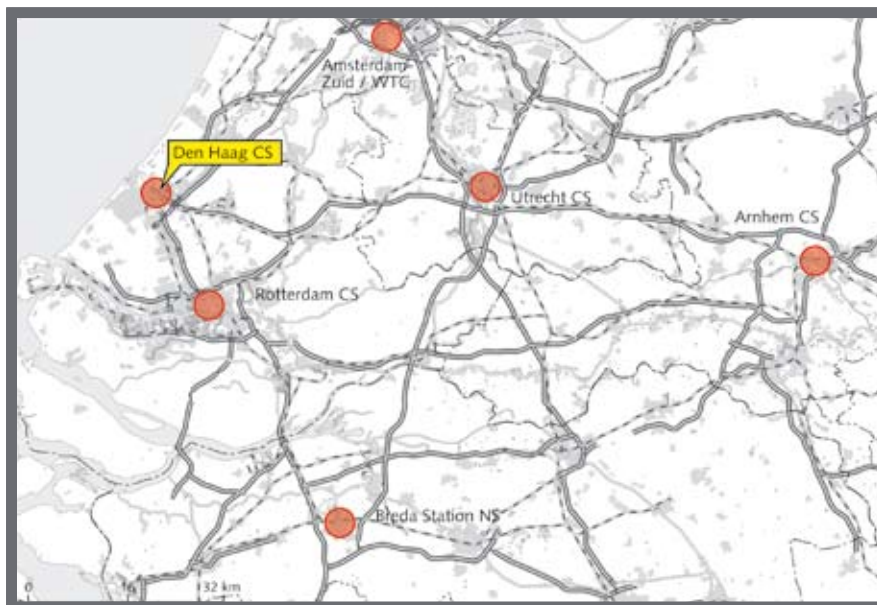 Amsterdam
Zuid / WTC
Den Haag CS
Utrecht CS
Arnhem CS
Rotterdam CS
Breda Station NS
0
16
32 km